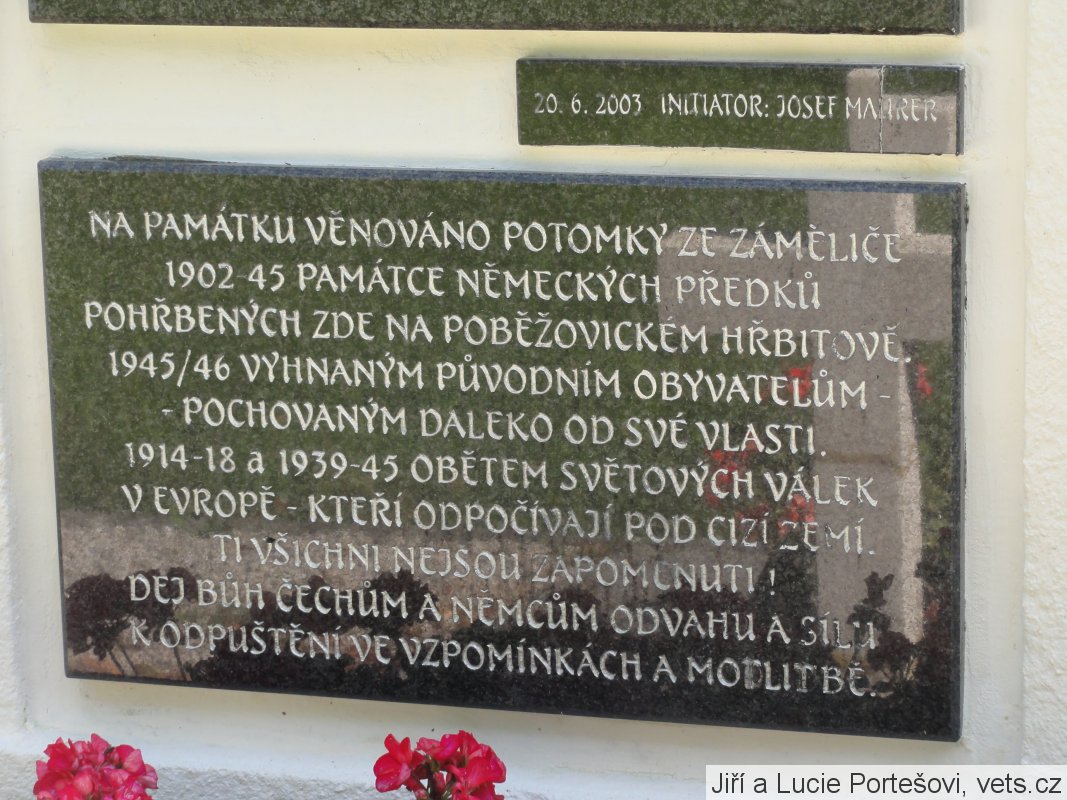 20. 6. 2003 INITIATOR: JOSEF MAURER
NA PAMÁTKU VĚNOVÁNO POTOMKY ZE ZÁMĚLIČE
1902-45 PAMÁTCE NĚMECKÝCH PŘEDKŮ
POHŘBENÝCH ZDE NA POBĚŽOVICKÉM HŘBITOVĚ.
1945/46 VYHNANÝM PŮVODNÍM OBYVATELŮM -
- POCHOVANÝM DALEKO OD SVÉ VLASTI.
1914-18 a 1939-45 OBĚTEM SVĚTOVÝCH VÁLEK
V EVROPĚ - KTEŘÍ ODPOČÍVAJÍ POD CIZÍ ZEMÍ.
TI VŠICHNI NEJSOU ZAPOMENUTI!
DEJ BŮH ČECHŮM A NĚMCŮM ODVAHU A SÍLU
K ODPUŠTĚNÍ VE VZPOMÍNKÁCH A MODLITBĚ.
Jiří a Lucie Portešovi, vets.cz